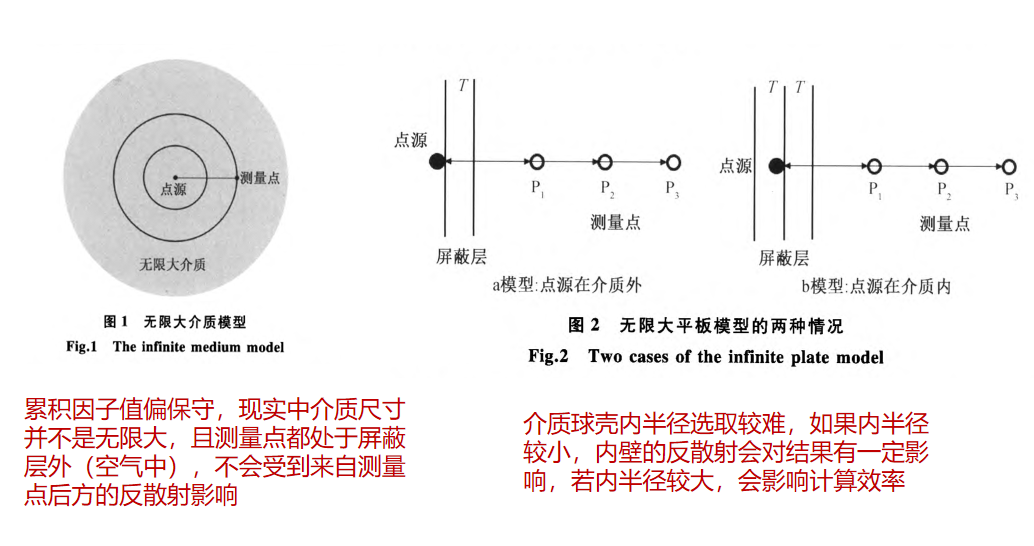 点源
测量点
无限大介质
图1 无限大介质模型
Fig.1 The infinite medium model
T
点源
P1
P2
P3
测量点
屏蔽层
a模型:点源在介质外
T T
点源
P1
P2
P3
测量点
屏蔽层
b模型:点源在介质内
图2 无限大平板模型的两种情况
Fig.2 Two cases of the infinite plate model
累积因子值偏保守，现实中介质尺寸
并不是无限大，且测量点都处于屏蔽
层外（空气中），不会受到来自测量
点后方的反散射影响
介质球壳内半径选取较难，如果内半径
较小，内壁的反散射会对结果有一定影
响，若内半径较大，会影响计算效率